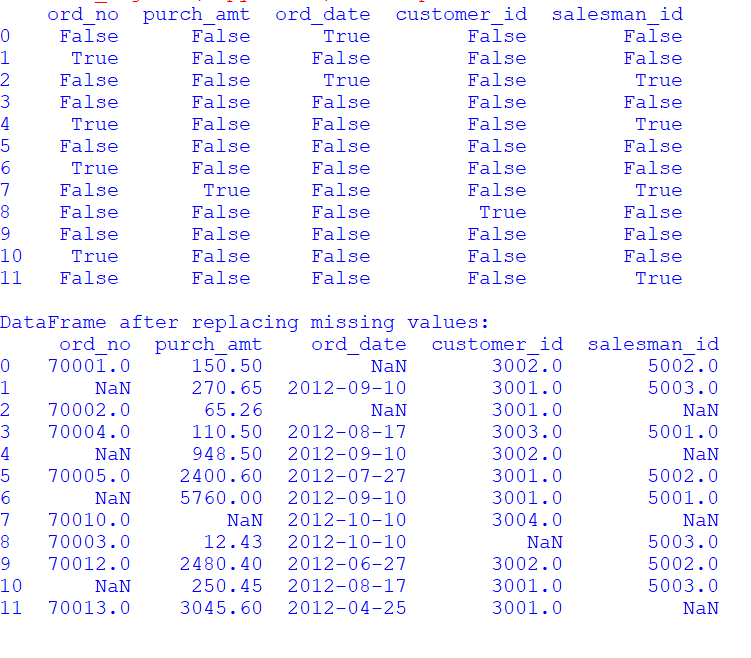 ord_no purch_amt ord_date customer_id salesman_id
0 False False True False False
1 True False False False False
2 False False True False True
3 False False False False False
4 True False False False True
5 False False False False False
6 True False False False False
7 False True False False True
8 False False False True False
9 False False False False False
10 True False False False False
11 False False False False True
DataFrame after replacing missing values:
ord_no purch_amt ord_date customer_id salesman_id
0 70001.0 150.50 NaN 3002.0 5002.0
1 NaN 270.65 2012-09-10 3001.0 5003.0
2 70002.0 65.26 NaN 3001.0 NaN
3 70004.0 110.50 2012-08-17 3003.0 5001.0
4 NaN 948.50 2012-09-10 3002.0 NaN
5 70005.0 2400.60 2012-07-27 3001.0 5002.0
6 NaN 5760.00 2012-09-10 3001.0 5001.0
7 70010.0 NaN 2012-10-10 3004.0 NaN
8 70003.0 12.43 2012-10-10 NaN 5003.0
9 70012.0 2480.40 2012-06-27 3002.0 5002.0
10 NaN 250.45 2012-08-17 3001.0 5003.0
11 70013.0 3045.60 2012-04-25 3001.0 NaN